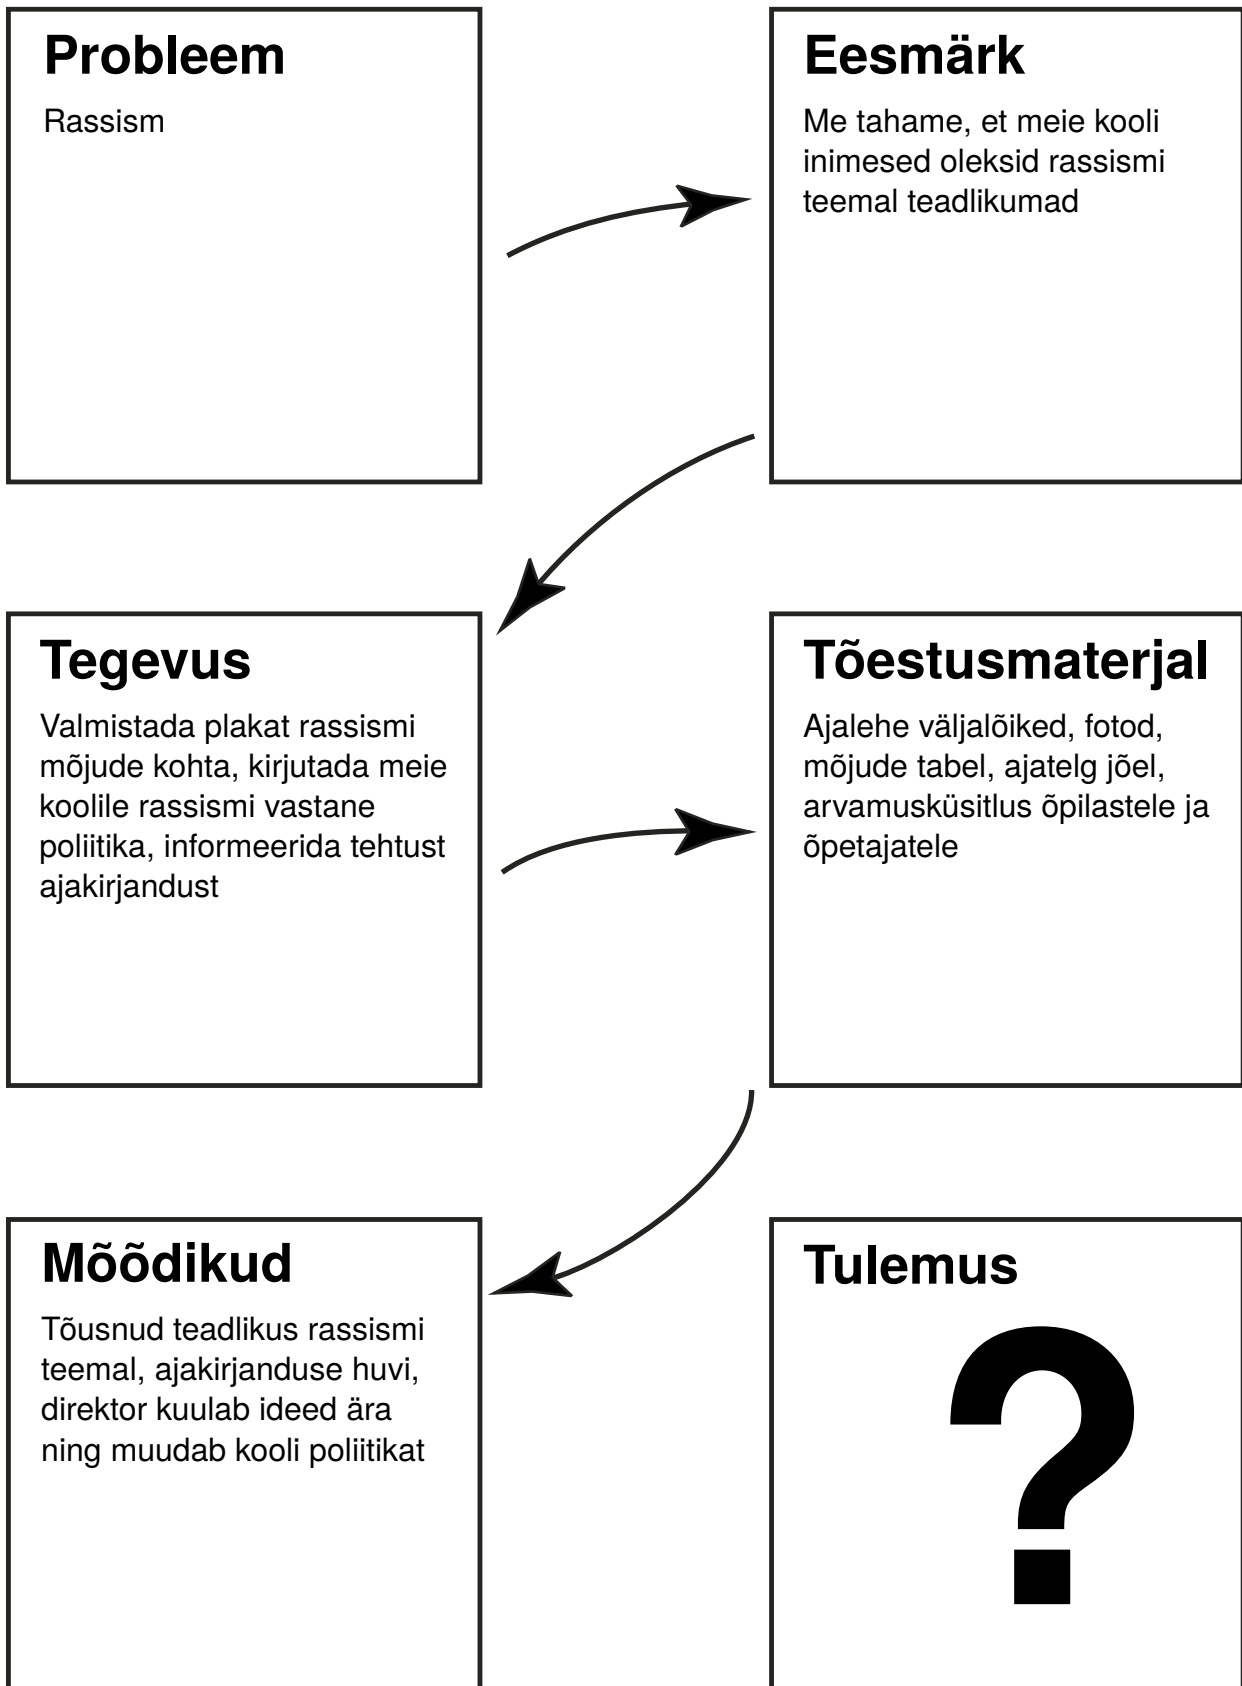 Probleem
Rassism
Eesmärk
Me tahame, et meie kooli
inimesed oleksid rassismi
teemal teadlikumad
Tegevus
Valmistada plakat rassismi
mõjude kohta, kirjutada meie
koolile rassismi vastane
poliitika, informeerida tehtust
ajakirjandust
Tõestusmaterjal
Ajalehe väljalõiked, fotod,
mõjude tabel, ajatelg jõel,
arvamusküsitlus õpilastele ja
õpetajatele
Mõõdikud
Tõusnud teadlikus rassismi
teemal, ajakirjanduse huvi,
direktor kuulab ideed ära
ning muudab kooli poliitikat
Tulemus
?